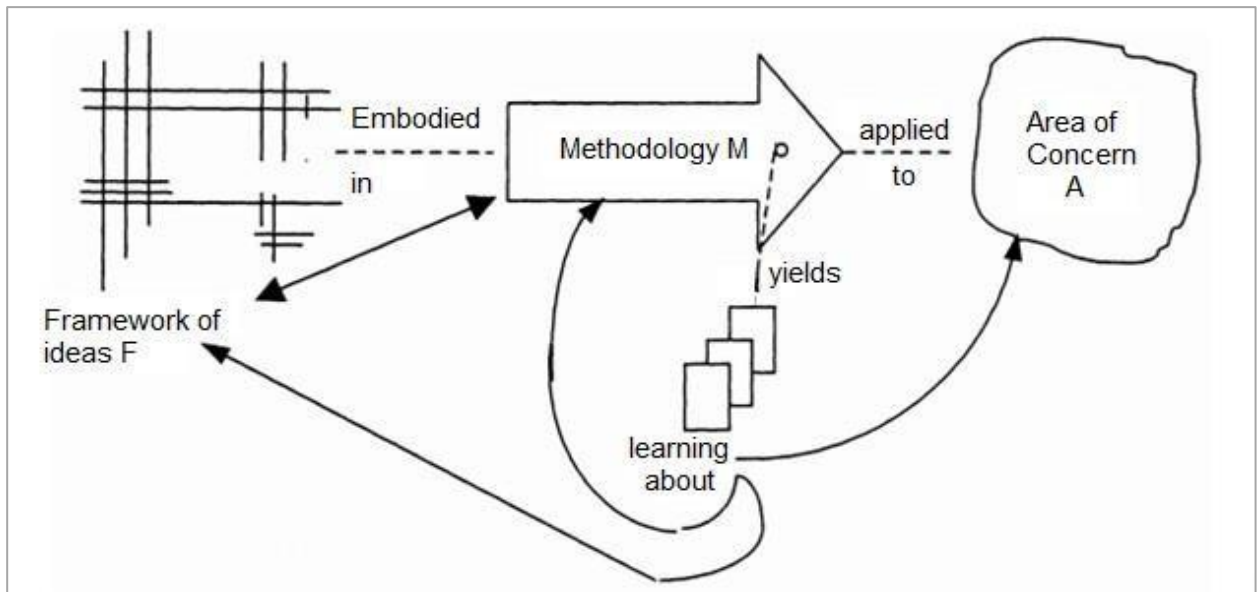 Embodied
in
Methodology M
applied
to
Area of
Concern
A
yields
Framework of
ideas F
learning
about